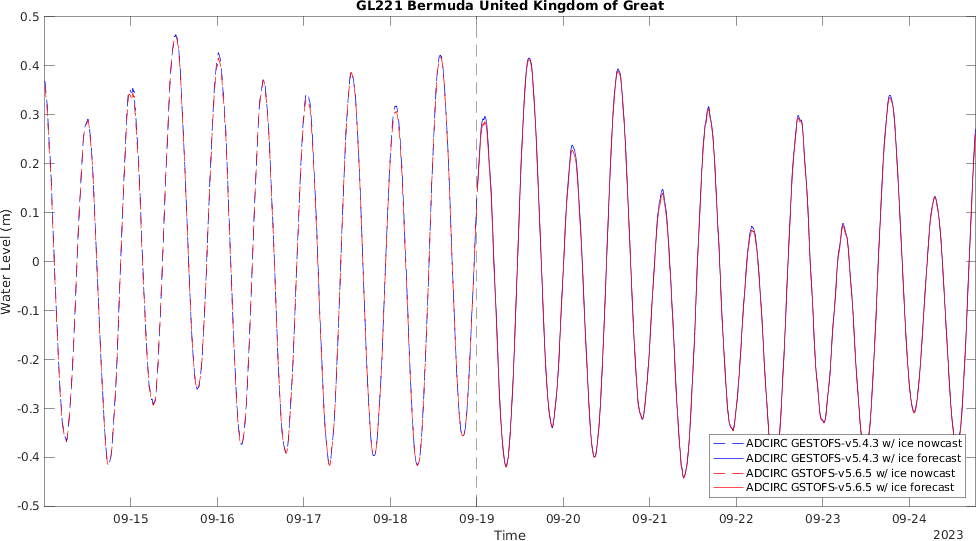 GL221 Bermuda United Kingdom of Great
0.5
0.4
0.3
0.2
0.1
0
-0.1
-0.2
-0.3
-0.4
-0.5
Water Level (m)
ADCIRC GESTOFS-v5.4.3 w/ ice nowcast
ADCIRC GESTOFS-v5.4.3 w/ ice forecast
ADCIRC GSTOFS-v5.6.5 w/ ice nowcast
ADCIRC GSTOFS-v5.6.5 w/ ice forecast
09-15 09-16 09-17 09-18 09-19 09-20 09-21 09-22 09-23 09-24
Time
2023